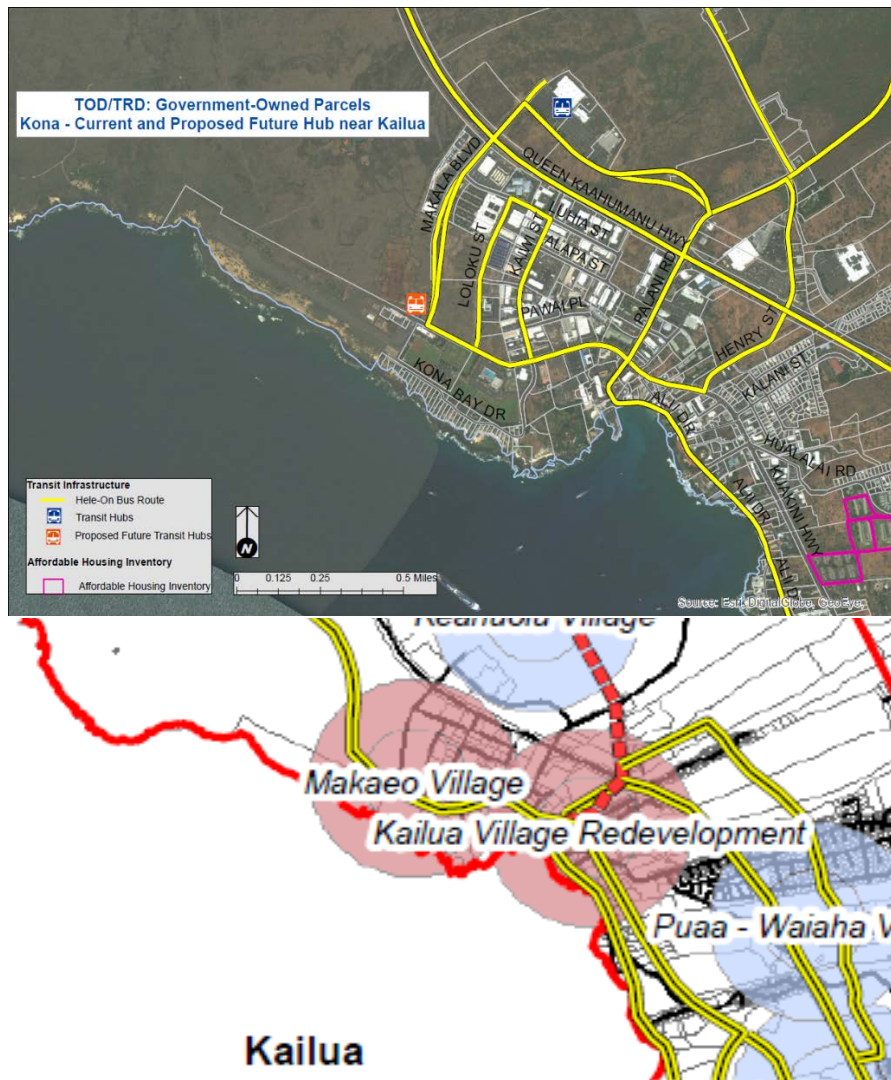 TOD/TRD: Government-Owned Parcels
Kona - Current and Proposed Future Hub near Kailua
MAKALA BLVD
QUEEN KAAHUMANU HWY
LUHIA ST
KAIWI ST
ALAPA ST
LOLOKU ST
PALANI RD
PAWAI PL
HENRY ST
KONA BAY DR
KALANI ST
ALII DR
HUALALAI RD
KUAKINI HWY
ALII DR
ALII D
Transit Infrastructure
Hele-On Bus Route
Transit Hubs
Proposed Future Transit Hubs
Affordable Housing Inventory
Affordable Housing Inventory
N
0 0.125 0.25 0.5 Miles
Source: Esri, DigitalGlobe, GeoEye,
Keahuolu Village
Makaeo Village
Kailua Village Redevelopment
Puaa - Waiaha V
Kailua